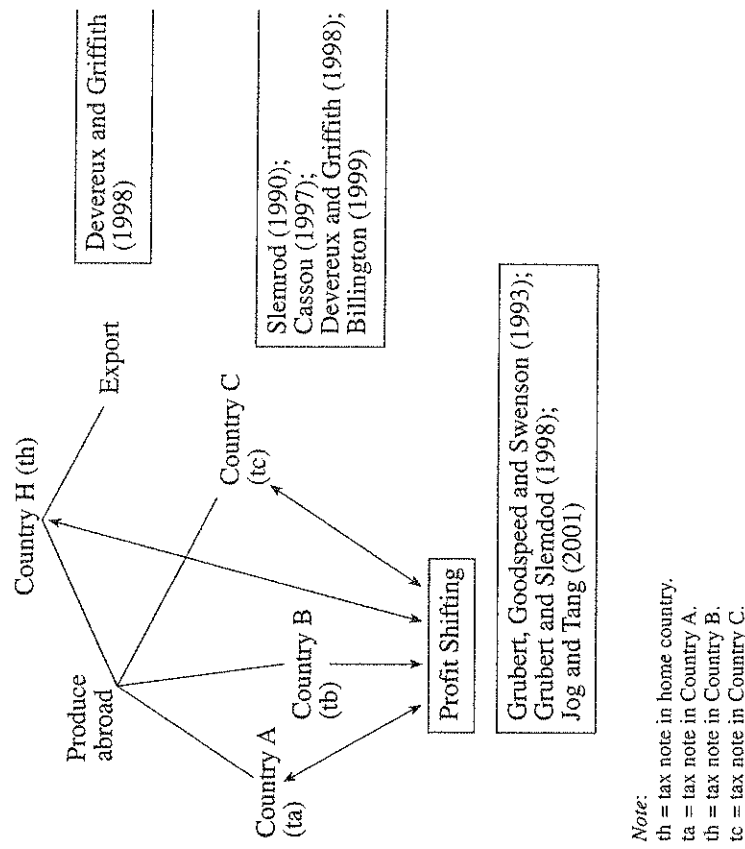 Country H (th)
Export
Devereux and Griffith
(1998)
Produce
abroad
Country A
(ta)
Country B
(tb)
Country C
(tc)
Slemrod (1990);
Cassou (1997);
Devereux and Griffith (1998);
Billington (1999)
Profit Shifting
Grubert, Goodspeed and Swenson (1993);
Grubert and Slemdod (1998);
Jog and Tang (2001)
Note:
th = tax note in home country.
ta = tax note in Country A.
th = tax note in Country B.
tc = tax note in Country C.